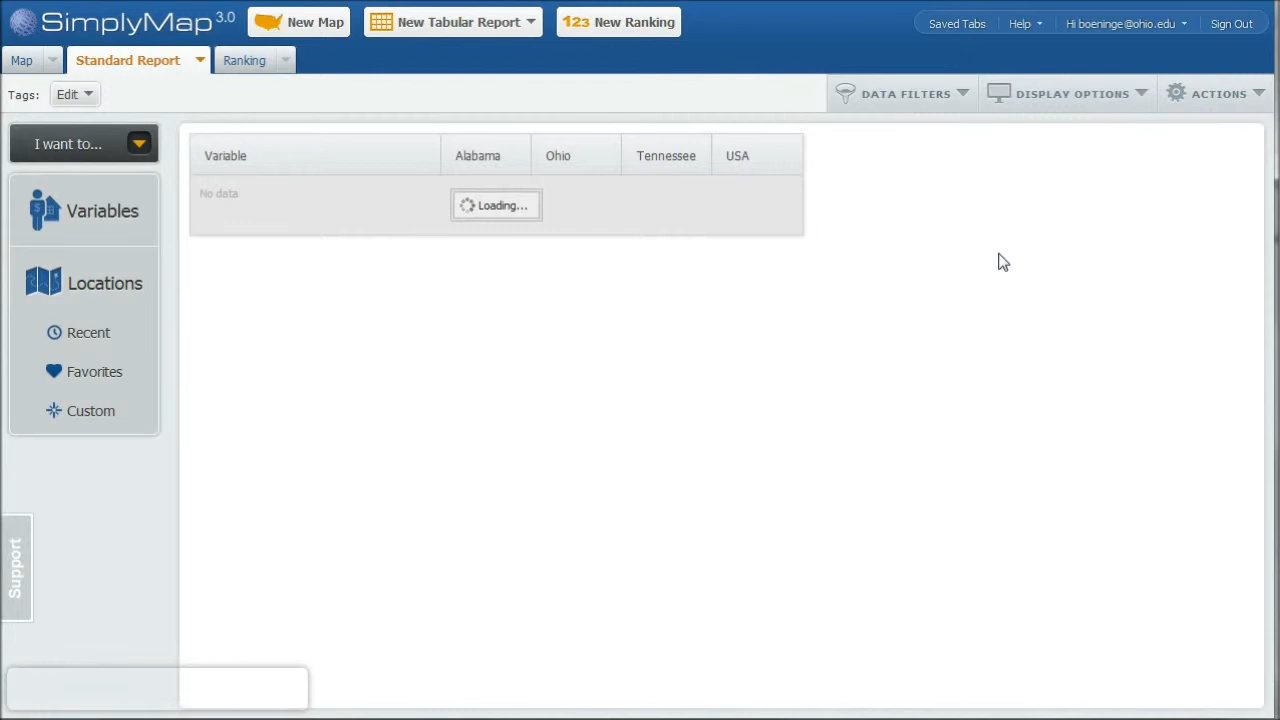 SimplyMap 3.0
New Map
New Tabular Report
123 New Ranking
Saved Tabs
Help
Hi boeninge@ohio.edu
Sign Out
Map
Standard Report
Ranking
Tags:
Edit
DATA FILTERS
DISPLAY OPTIONS
ACTIONS
I want to...
Variables
Locations
Recent
Favorites
Custom
Support
Variable
Alabama
Ohio
Tennessee
USA
No data
Loading...